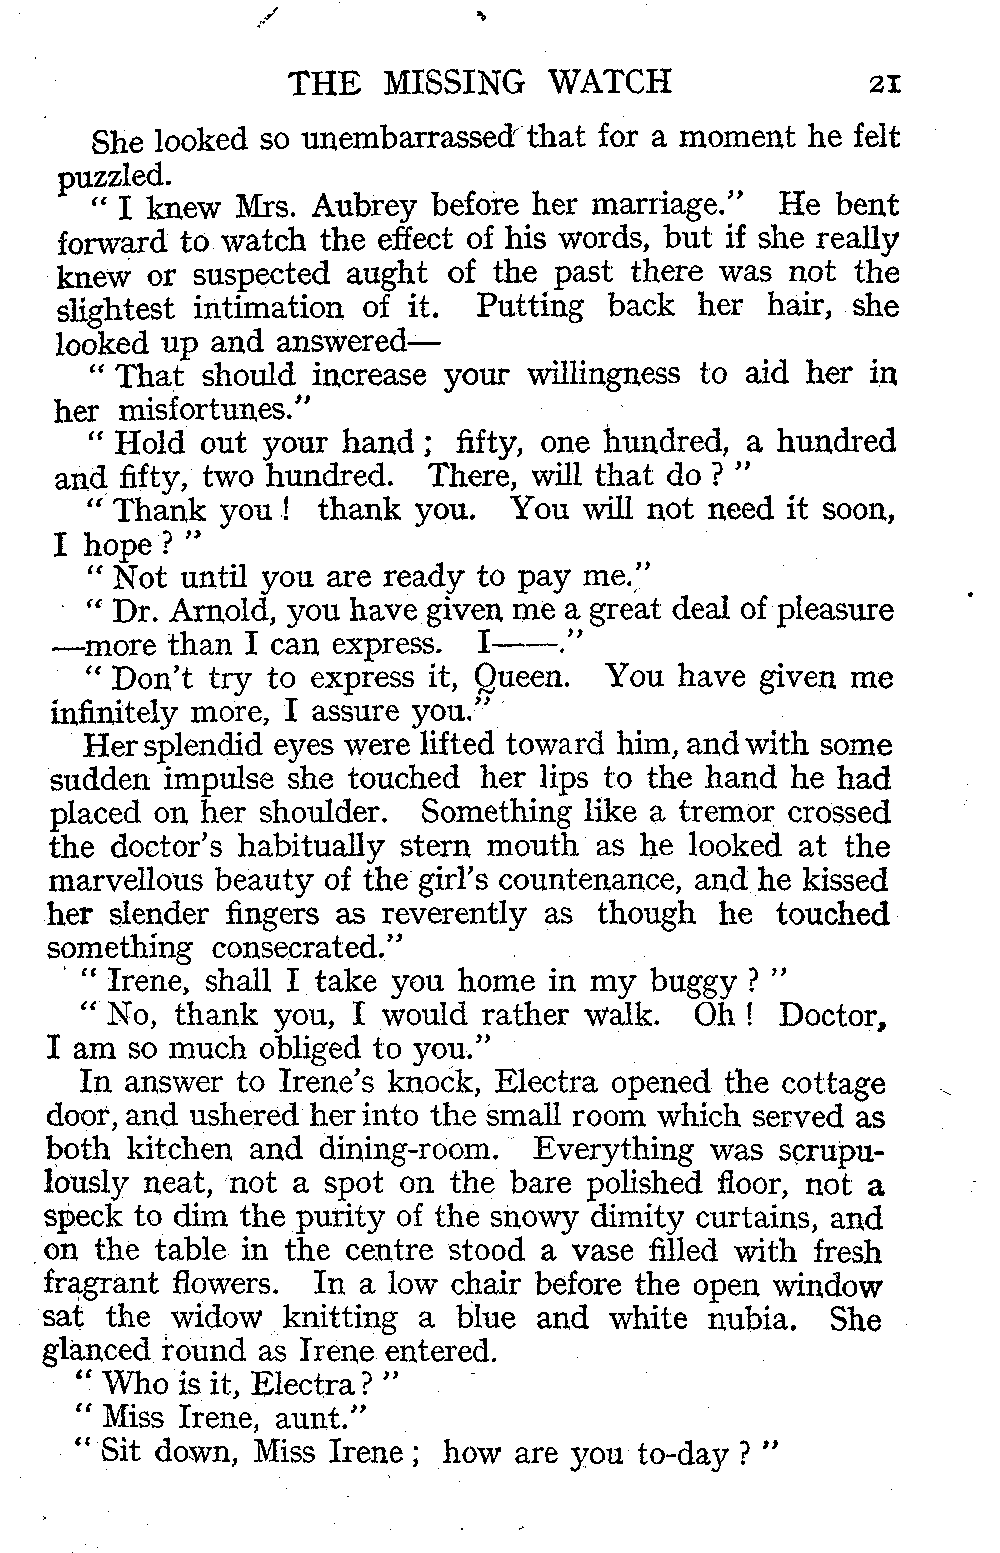 THE MISSING WATCH 21
She looked so unembarrassed that for a moment he felt
puzzled.
“ I knew Mrs. Aubrey before her marriage.” He bent
forward to watch the effect of his words, but if she really
knew or suspected aught of the past there was not the
slightest intimation of it. Putting back her hair, she
looked up and answered—
“ That should increase your willingness to aid her in
her misfortunes.”
“ Hold out your hand ; fifty, one hundred, a hundred
and fifty, two hundred. There, will that do ? ”
“ Thank you ! thank you. You will not need it soon,
I hope ? ”
“ Not until you are ready to pay me.”
“ Dr. Arnold, you have given me a great deal of pleasure
—more than I can express. I——.”
“ Don't try to express it, Queen. You have given me
infinitely more, I assure you.”
Her splendid eyes were lifted toward him, and with some
sudden impulse she touched her lips to the hand he had
placed on her shoulder. Something like a tremor crossed
the doctor's habitually stern mouth as he looked at the
marvellous beauty of the girl's countenance, and he kissed
her slender fingers as reverently as though he touched
something consecrated.”
“ Irene, shall I take you home in my buggy ? ”
“ No, thank you, I would rather walk. Oh ! Doctor,
I am so much obliged to you.”
In answer to Irene's knock, Electra opened the cottage
door, and ushered her into the small room which served as
both kitchen and dining-room. Everything was scrupu-
lously neat, not a spot on the bare polished floor, not a
speck to dim the purity of the snowy dimity curtains, and
on the table in the centre stood a vase filled with fresh
fragrant flowers. In a low chair before the open window
sat the widow knitting a blue and white nubia. She
glanced round as Irene entered.
“ Who is it, Electra ? ”
“ Miss Irene, aunt.”
“ Sit down, Miss Irene ; how are you to-day ? ”